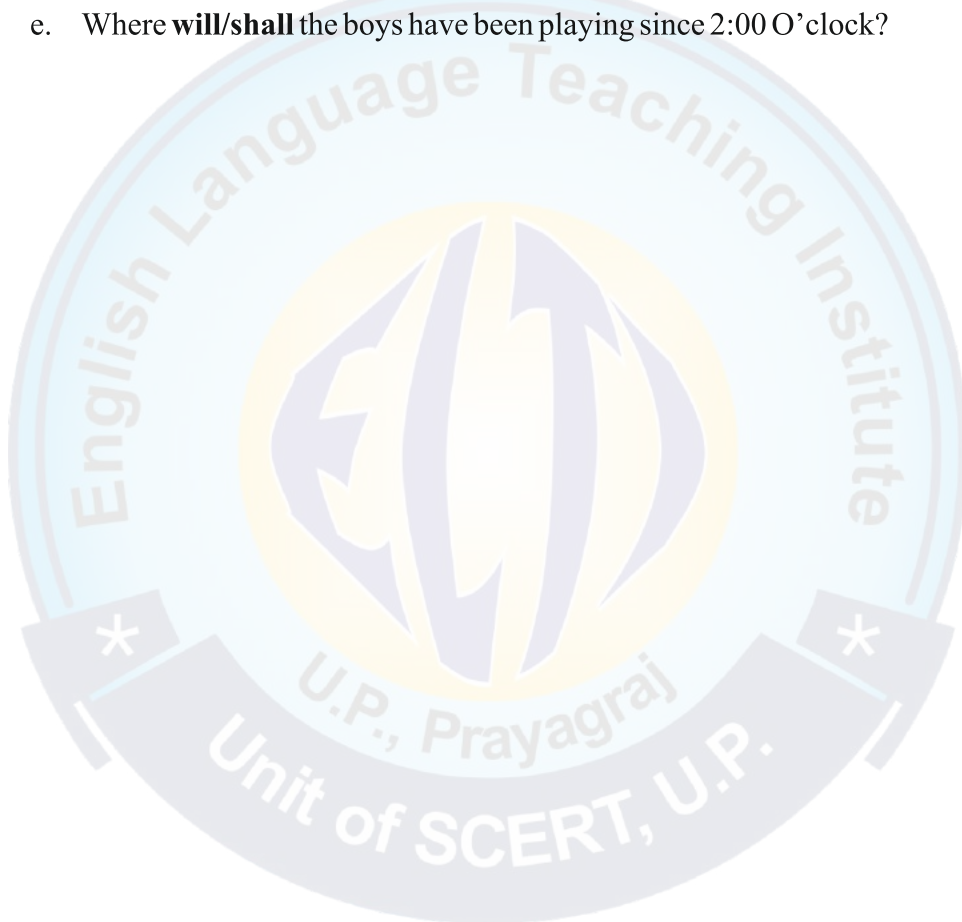 e. Where will/shall the boys have been playing since 2:00 O’clock?
English Language Teaching Institute
ELTI
U.P., Prayagraj
* Unit of SCERT, U.P. *